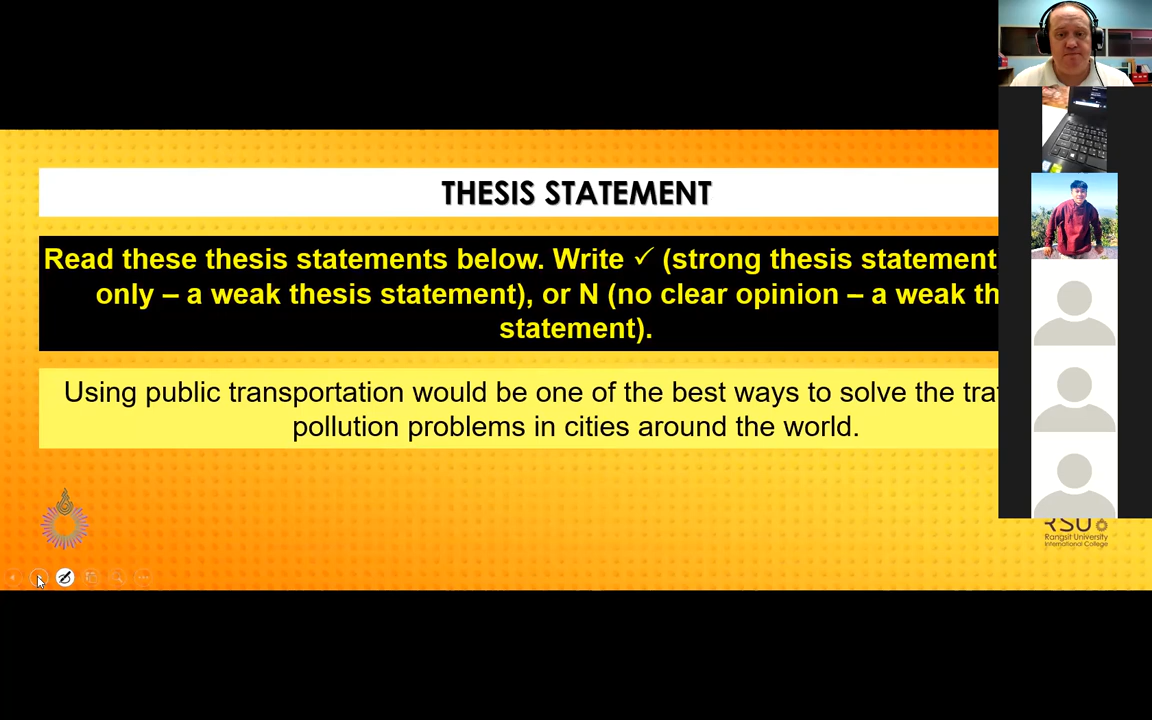 THESIS STATEMENT
Read these thesis statements below. Write ✓ (strong thesis statement
only – a weak thesis statement), or N (no clear opinion – a weak th
statement).
Using public transportation would be one of the best ways to solve the tra
pollution problems in cities around the world.
RSU
Rangsit University
International College